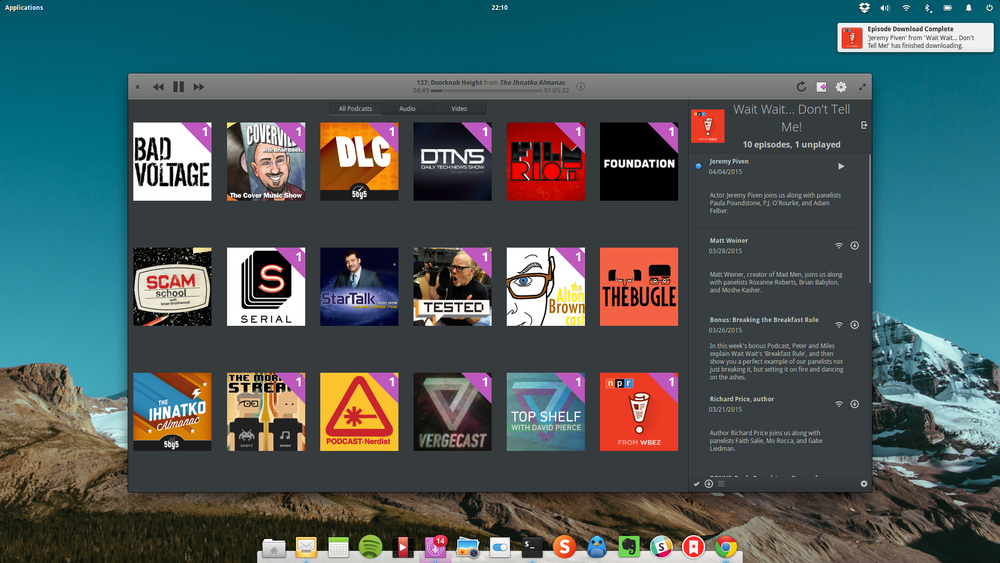 Applications
22:10
Episode Download Complete
'Jeremy Piven' from 'Wait Wait... Don't
Tell Me!' has finished downloading.
137: Doorknob Height from The Ihnatko Almanac
04:49
01:05:32
All Podcasts
Audio
Video
BAD
VOLTAGE
1
COVERVILLE
The Cover Music Show
1
DLC
5by5
1
DTNS
DAILY TECH NEWS SHOW
1
FILM
RIOT
1
FOUNDATION
1
SCAM
school
with brian brushwood
S
SERIAL
1
StarTalk
TESTED
1
the
Alton
Brown
cast
1
THE BUGLE
THE
IHNATKO
Almanac
5by5
THE MOR.
STREA
1
PODCAST-Nerdist
1
VERGECAST
1
TOP SHELF
WITH DAVID PIERCE
1
npr
FROM WBEZ
1
Wait Wait... Don't Tell
Me!
10 episodes, 1 unplayed
Jeremy Piven
04/04/2015
Actor Jeremy Piven joins us along with panelists
Paula Poundstone, P.J. O'Rourke, and Adam
Felber.
Matt Weiner
03/28/2015
Matt Weiner, creator of Mad Men, joins us along
with panelists Roxanne Roberts, Brian Babylon,
and Moshe Kasher.
Bonus: Breaking the Breakfast Rule
03/26/2015
In this week's bonus Podcast, Peter and Miles
explain Wait Wait's 'Breakfast Rule', and then
show you a perfect example of our panelists not
just breaking it, but setting it on fire and dancing
on the ashes.
Richard Price, author
03/21/2015
Author Richard Price joins us along with
panelists Faith Salie, Mo Rocca, and Gabe
Liedman.
14